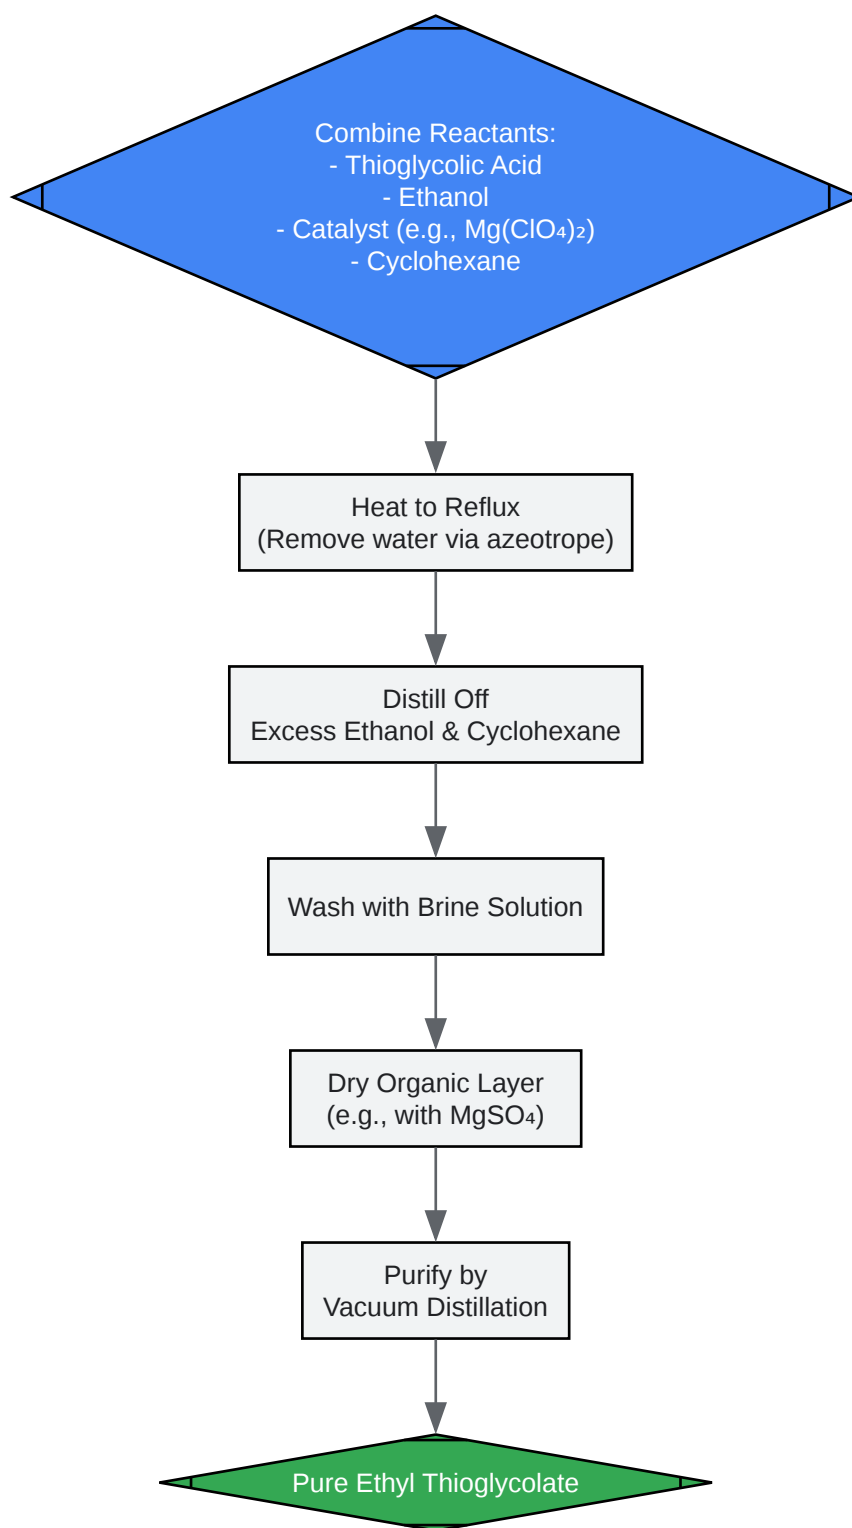 Combine Reactants:
- Thioglycolic Acid
- Ethanol
- Catalyst (e.g., Mg(ClO₄)₂)
- Cyclohexane
Heat to Reflux
(Remove water via azeotrope)
Distill Off
Excess Ethanol & Cyclohexane
Wash with Brine Solution
Dry Organic Layer
(e.g., with MgSO₄)
Purify by
Vacuum Distillation
Pure Ethyl Thioglycolate